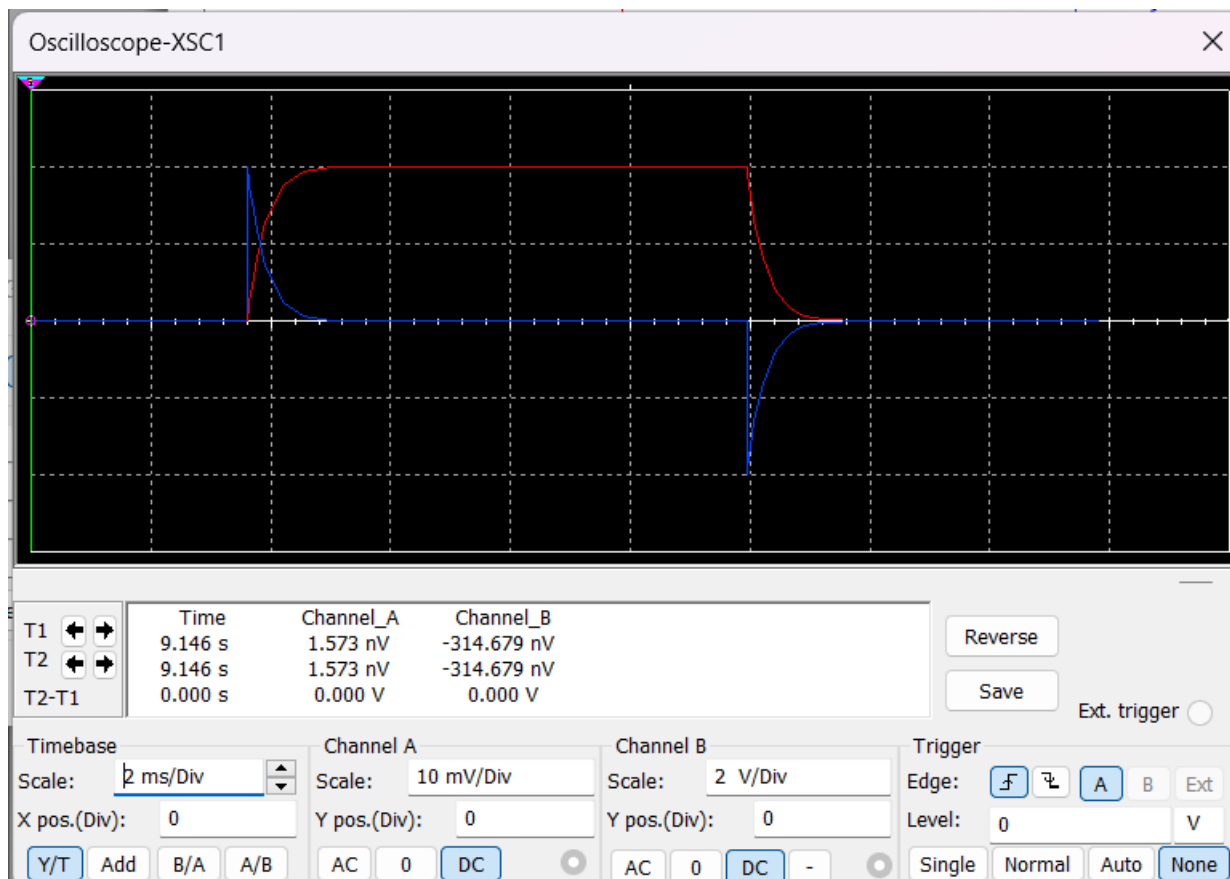 Oscilloscope-XSC1
Time Channel_A Channel_B
T1 9.146 s 1.573 nV -314.679 nV
T2 9.146 s 1.573 nV -314.679 nV
T2-T1 0.000 s 0.000 V 0.000 V
Reverse
Save
Ext. trigger
Timebase
Scale: 2 ms/Div
X pos.(Div): 0
Y/T Add B/A A/B
Channel A
Scale: 10 mV/Div
Y pos.(Div): 0
AC 0 DC
Channel B
Scale: 2 V/Div
Y pos.(Div): 0
AC 0 DC -
Trigger
Edge: A B Ext
Level: 0 V
Single Normal Auto None